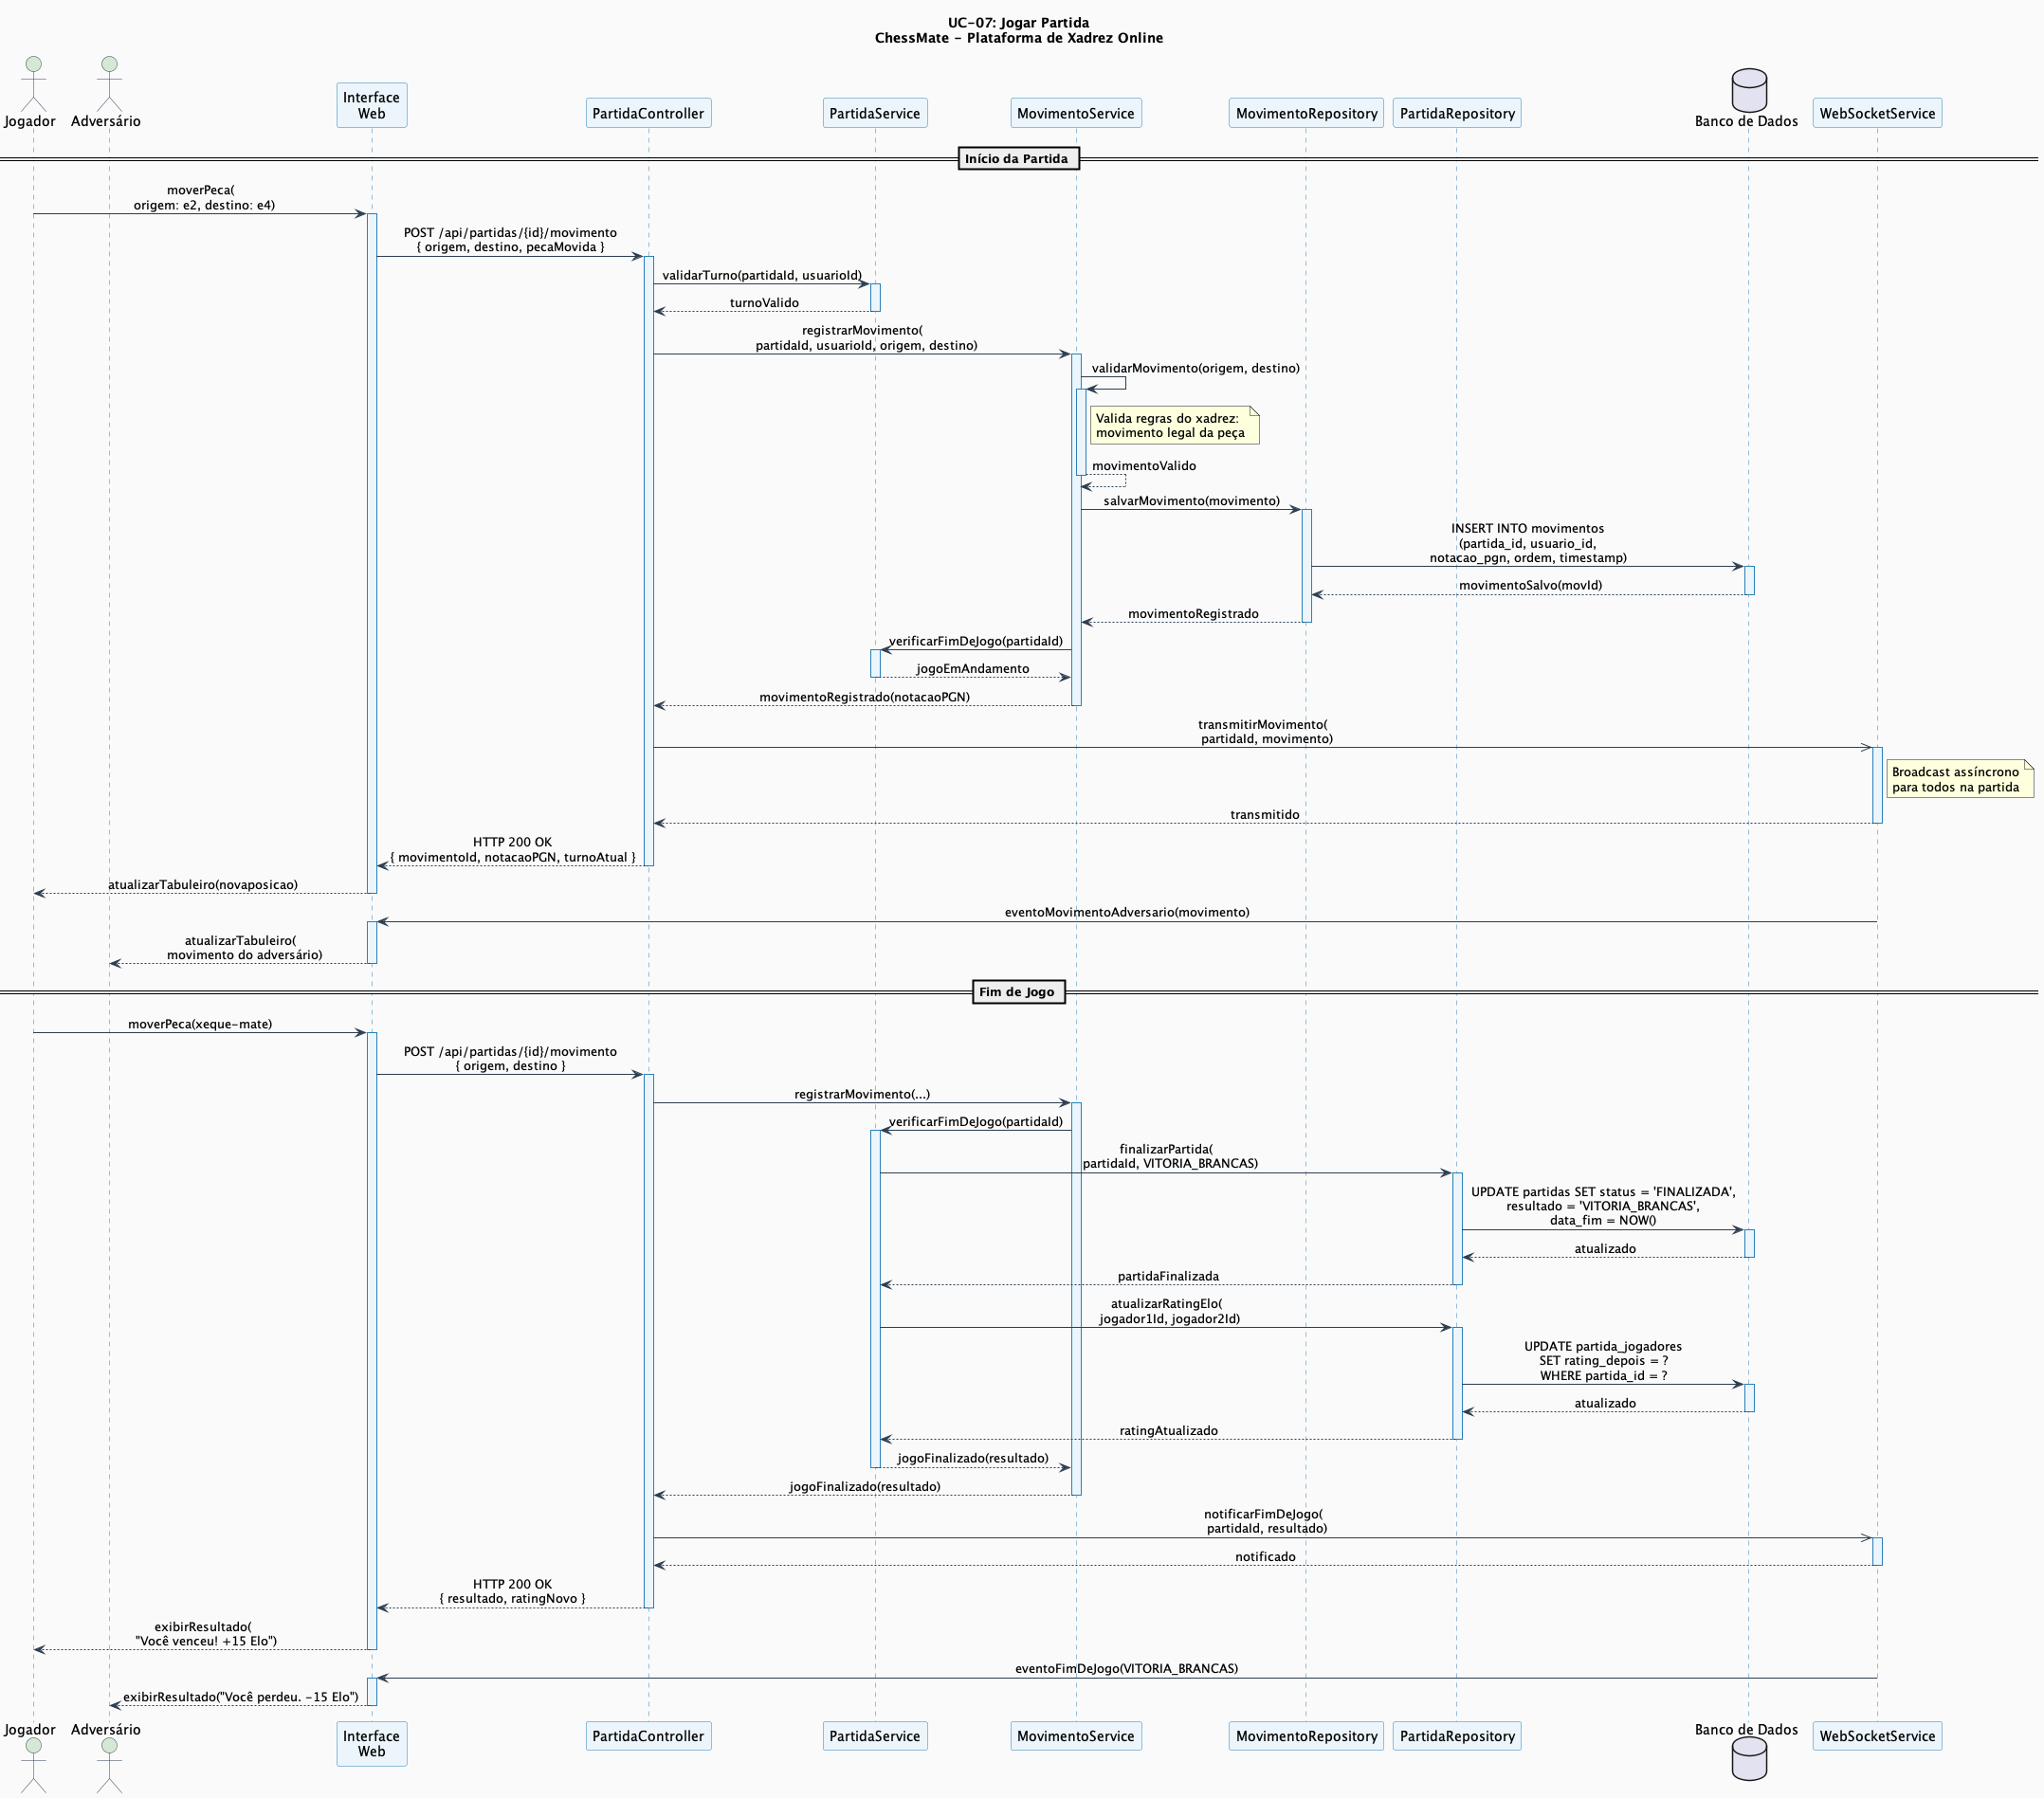 UC-07: Jogar Partida
ChessMate - Plataforma de Xadrez Online
Jogador
Adversário
Interface
Web
PartidaController
PartidaService
MovimentoService
MovimentoRepository
PartidaRepository
Banco de Dados
WebSocketService
Início da Partida
moverPeca(
origem: e2, destino: e4)
POST /api/partidas/{id}/movimento
{ origem, destino, pecaMovida }
validarTurno(partidaId, usuarioId)
turnoValido
registrarMovimento(
partidaId, usuarioId, origem, destino)
validarMovimento(origem, destino)
Valida regras do xadrez:
movimento legal da peça
movimentoValido
salvarMovimento(movimento)
INSERT INTO movimentos
(partida_id, usuario_id,
notacao_pgn, ordem, timestamp)
movimentoSalvo(movId)
movimentoRegistrado
verificarFimDeJogo(partidaId)
jogoEmAndamento
movimentoRegistrado(notacaoPGN)
transmitirMovimento(
partidaId, movimento)
Broadcast assíncrono
para todos na partida
transmitido
HTTP 200 OK
{ movimentoId, notacaoPGN, turnoAtual }
atualizarTabuleiro(novaposicao)
eventoMovimentoAdversario(movimento)
atualizarTabuleiro(
movimento do adversário)
Fim de Jogo
moverPeca(xeque-mate)
POST /api/partidas/{id}/movimento
{ origem, destino }
registrarMovimento(...)
verificarFimDeJogo(partidaId)
finalizarPartida(
partidaId, VITORIA_BRANCAS)
UPDATE partidas SET status = 'FINALIZADA',
resultado = 'VITORIA_BRANCAS',
data_fim = NOW()
atualizado
partidaFinalizada
atualizarRatingElo(
jogador1Id, jogador2Id)
UPDATE partida_jogadores
SET rating_depois = ?
WHERE partida_id = ?
atualizado
ratingAtualizado
jogoFinalizado(resultado)
jogoFinalizado(resultado)
notificarFimDeJogo(
partidaId, resultado)
notificado
HTTP 200 OK
{ resultado, ratingNovo }
exibirResultado(
"Você venceu! +15 Elo")
eventoFimDeJogo(VITORIA_BRANCAS)
exibirResultado("Você perdeu. -15 Elo")
Jogador
Adversário
Interface
Web
PartidaController
PartidaService
MovimentoService
MovimentoRepository
PartidaRepository
Banco de Dados
WebSocketService